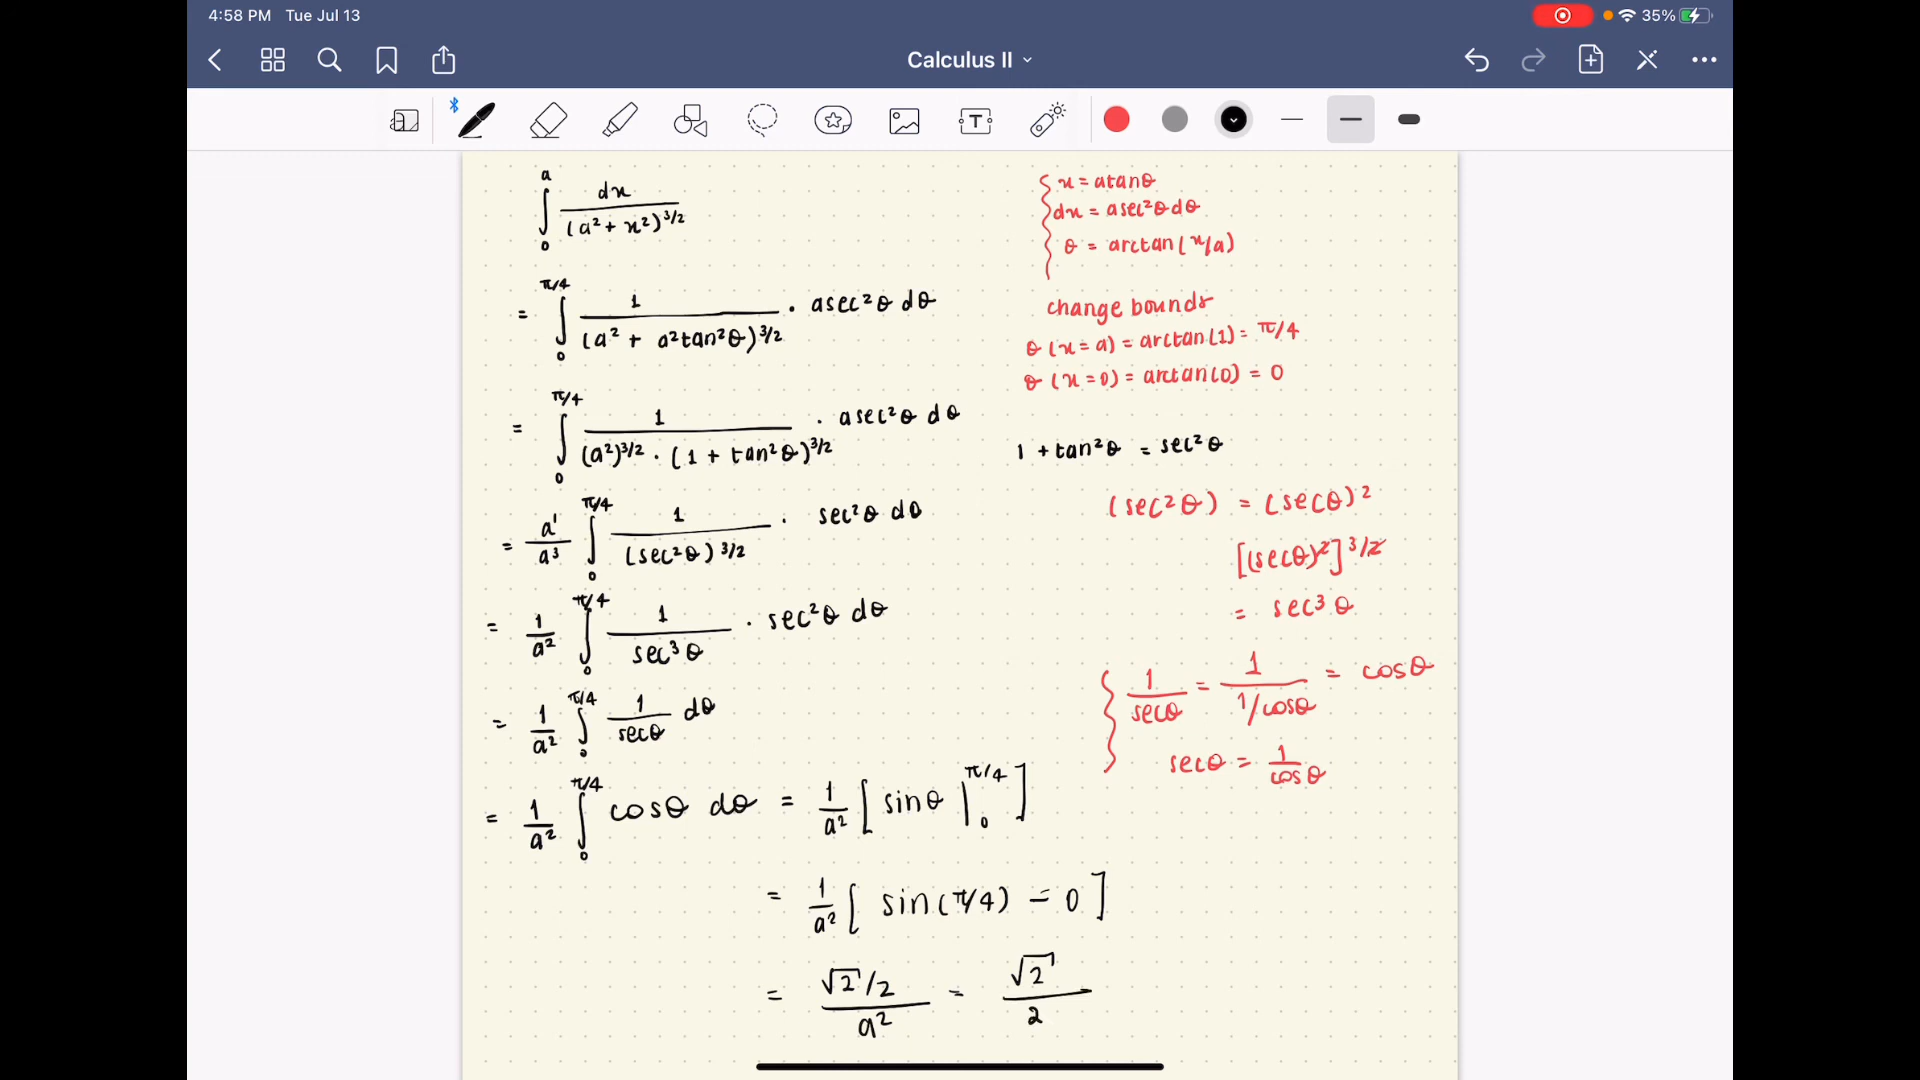 4:58 PM Tue Jul 13
35%
Calculus II
T
∫₀ᵃ dx / (a² + x²)^3/2
x = a tanθ
dx = a sec²θ dθ
θ = arctan(x/a)
= ∫₀^π/4 1 / (a² + a²tan²θ)^3/2 · a sec²θ dθ
change bounds
θ (x = a) = arctan(1) = π/4
θ (x = 0) = arctan(0) = 0
= ∫₀^π/4 1 / (a²)^3/2 · (1 + tan²θ)^3/2 · a sec²θ dθ
1 + tan²θ = sec²θ
= a¹/a³ ∫₀^π/4 1 / (sec²θ)^3/2 · sec²θ dθ
(sec²θ) = (secθ)²
[(secθ)²]^3/2
= sec³θ
= 1/a² ∫₀^π/4 1 / sec³θ · sec²θ dθ
= 1/a² ∫₀^π/4 1 / secθ dθ
1/secθ = 1 / 1/cosθ = cosθ
secθ = 1/cosθ
= 1/a² ∫₀^π/4 cosθ dθ = 1/a² [ sinθ |₀^π/4 ]
= 1/a² [ sin(π/4) − 0 ]
= √2/2 / a² = √2 / 2